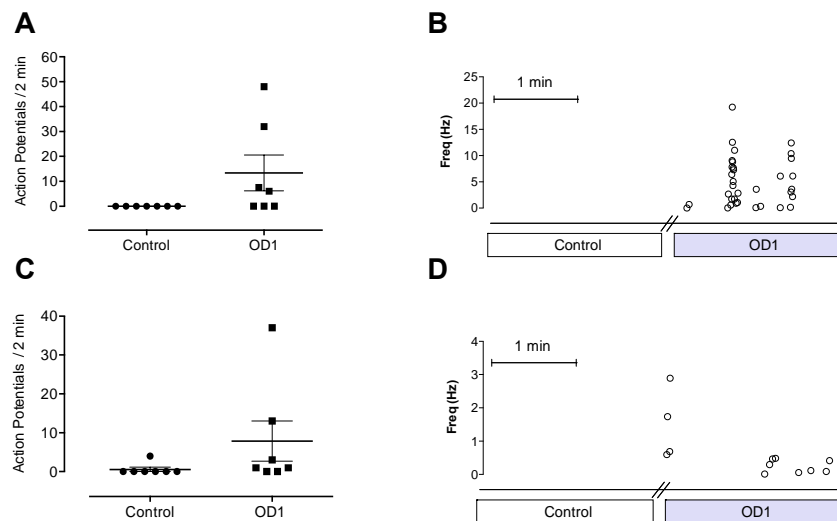 A
Action Potentials / 2 min
60
50
40
30
20
10
0
Control OD1
B
Freq (Hz)
25
20
15
10
5
0
1 min
Control OD1
C
Action Potentials / 2 min
40
30
20
10
0
Control OD1
D
Freq (Hz)
4
3
2
1
0
1 min
Control OD1